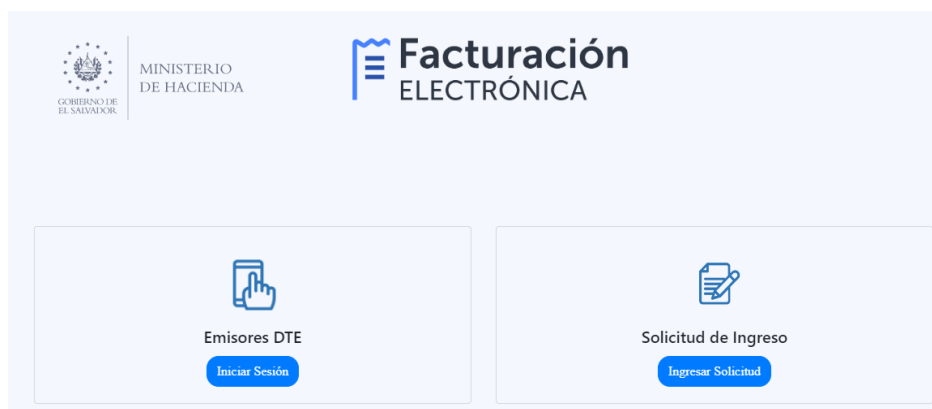 GOBIERNO DE
EL SALVADOR
MINISTERIO
DE HACIENDA
Facturación
ELECTRÓNICA
Emisores DTE
Iniciar Sesión
Solicitud de Ingreso
Ingresar Solicitud